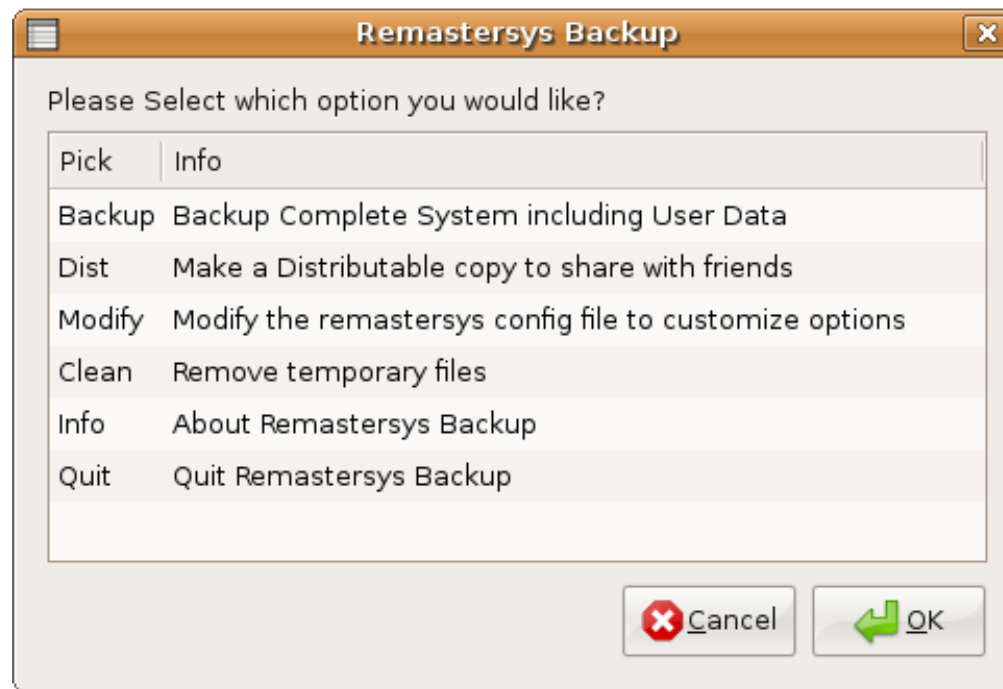 Remastersys Backup
Please Select which option you would like?
Pick Info
Backup Backup Complete System including User Data
Dist Make a Distributable copy to share with friends
Modify Modify the remastersys config file to customize options
Clean Remove temporary files
Info About Remastersys Backup
Quit Quit Remastersys Backup
Cancel OK